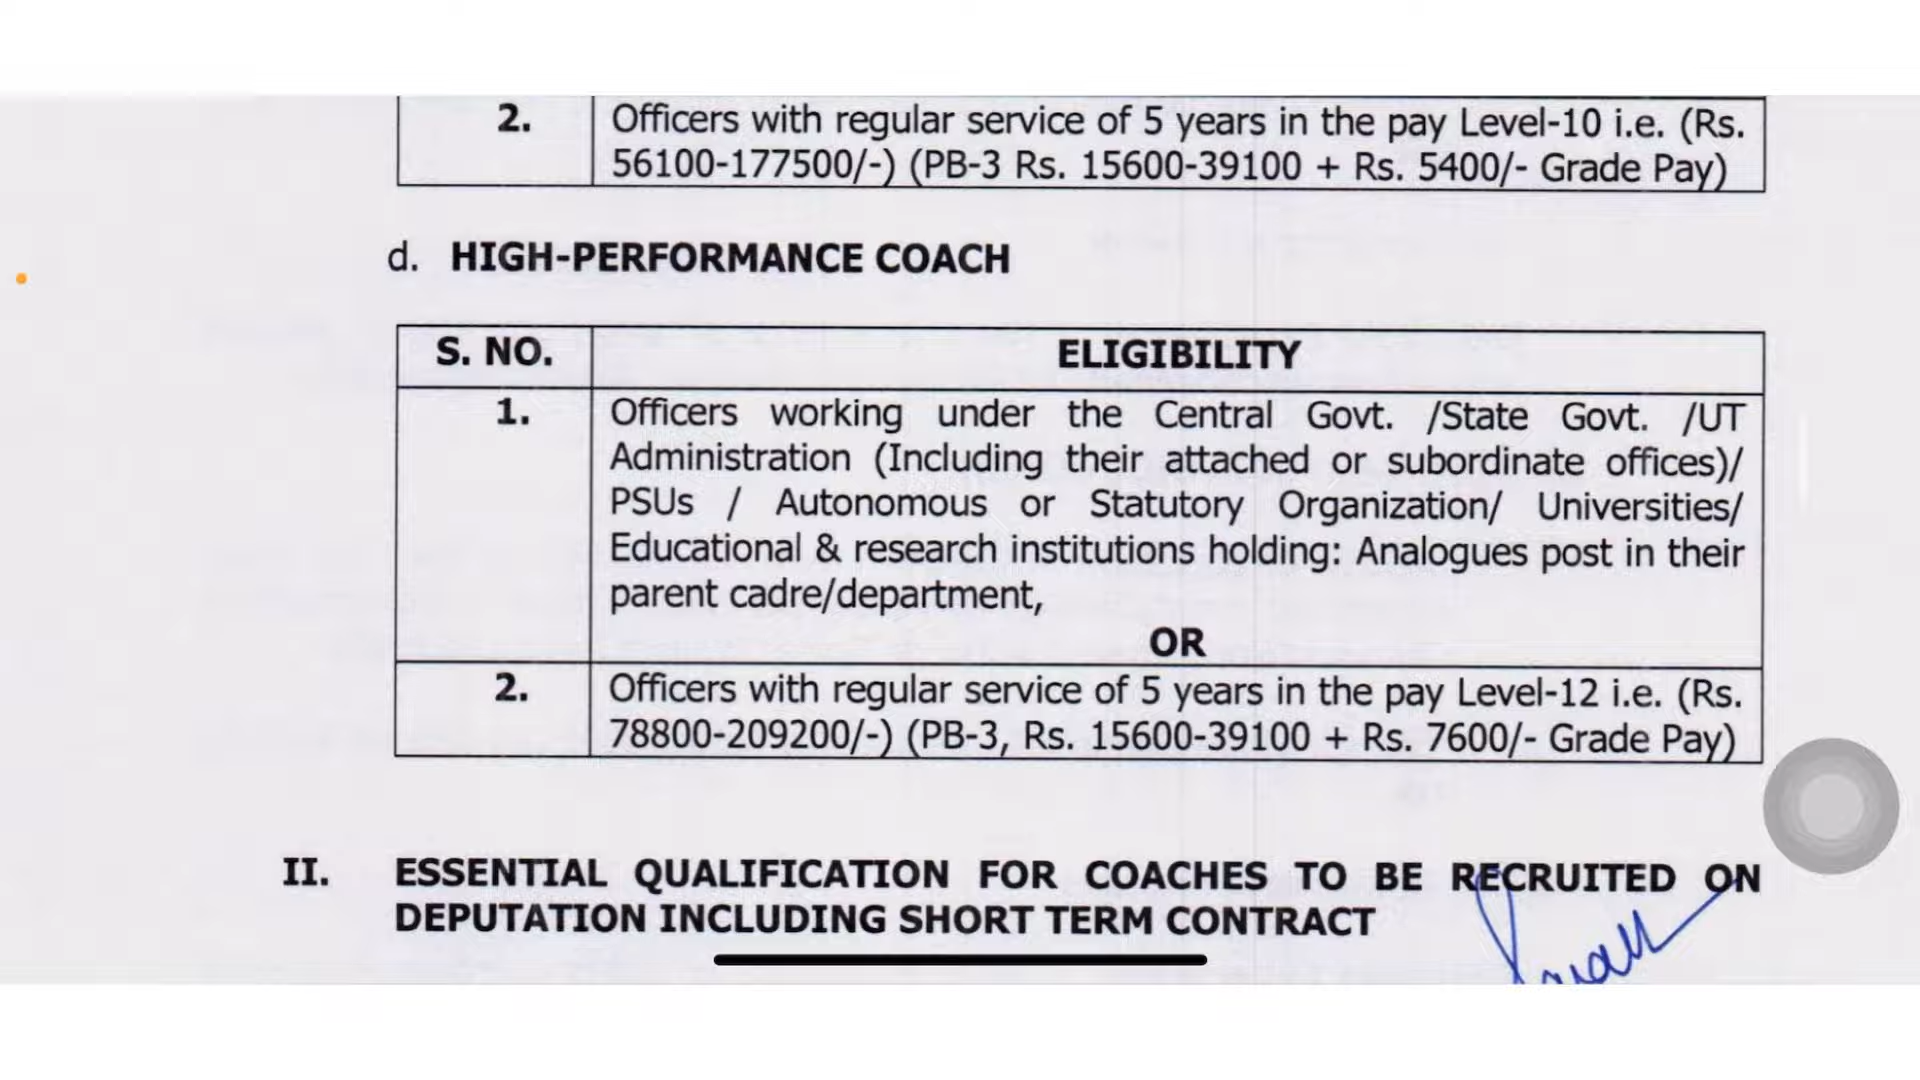 2. Officers with regular service of 5 years in the pay Level-10 i.e. (Rs.
56100-177500/-) (PB-3 Rs. 15600-39100 + Rs. 5400/- Grade Pay)
d. HIGH-PERFORMANCE COACH
S. NO. ELIGIBILITY
1. Officers working under the Central Govt. /State Govt. /UT
Administration (Including their attached or subordinate offices)/
PSUs / Autonomous or Statutory Organization/ Universities/
Educational & research institutions holding: Analogues post in their
parent cadre/department,
OR
2. Officers with regular service of 5 years in the pay Level-12 i.e. (Rs.
78800-209200/-) (PB-3, Rs. 15600-39100 + Rs. 7600/- Grade Pay)
II. ESSENTIAL QUALIFICATION FOR COACHES TO BE RECRUITED ON
DEPUTATION INCLUDING SHORT TERM CONTRACT